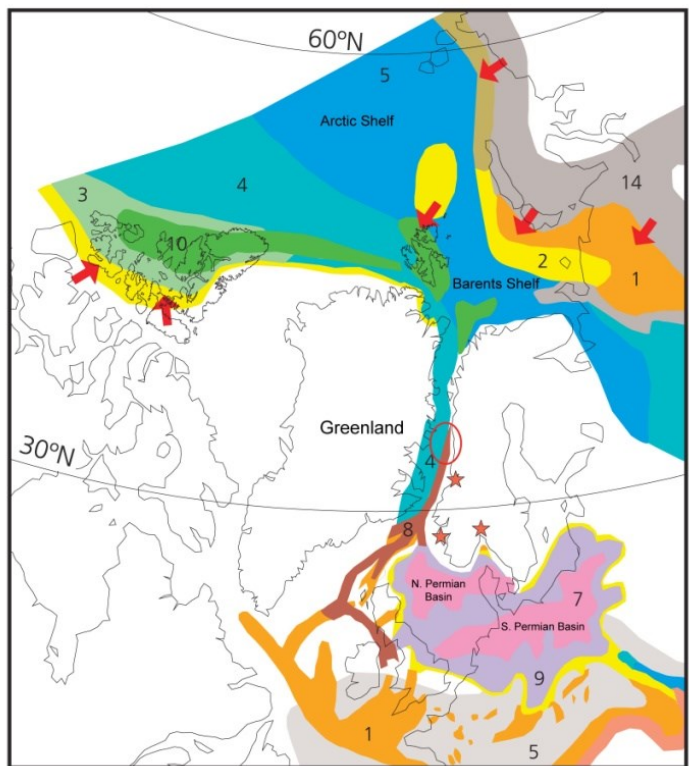 60ºN
5
Arctic Shelf
3
4
14
10
2
Barents Shelf
1
Greenland
30ºN
4
8
N. Permian
Basin
7
S. Permian Basin
9
1
5